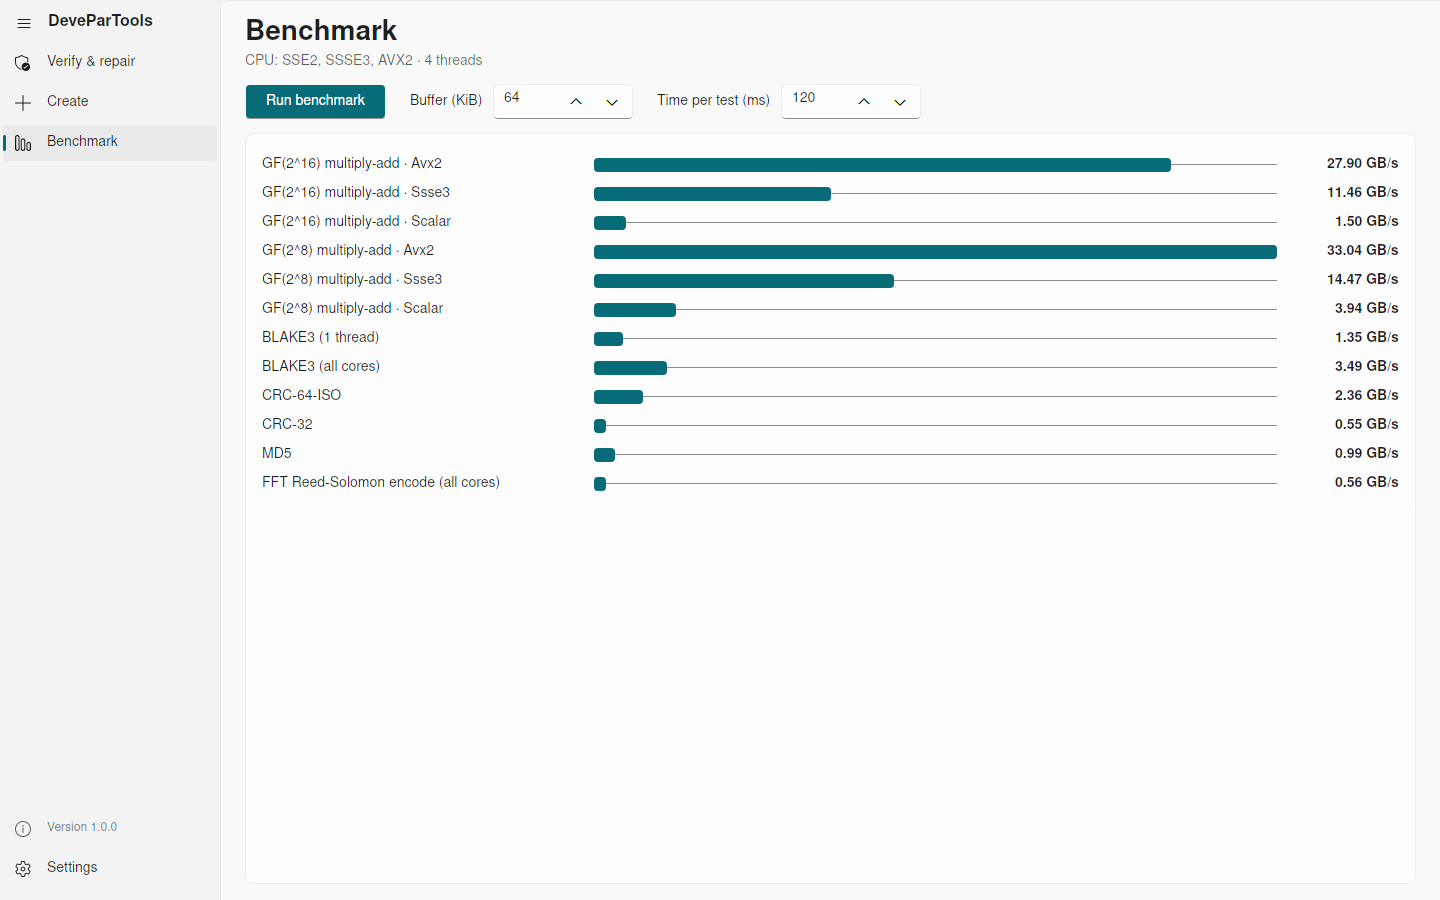 DeveParTools
Verify & repair
Create
Benchmark
Version 1.0.0
Settings
Benchmark
CPU: SSE2, SSSE3, AVX2 · 4 threads
Run benchmark Buffer (KiB) 64 Time per test (ms) 120
GF(2^16) multiply-add · Avx2 27.90 GB/s
GF(2^16) multiply-add · Ssse3 11.46 GB/s
GF(2^16) multiply-add · Scalar 1.50 GB/s
GF(2^8) multiply-add · Avx2 33.04 GB/s
GF(2^8) multiply-add · Ssse3 14.47 GB/s
GF(2^8) multiply-add · Scalar 3.94 GB/s
BLAKE3 (1 thread) 1.35 GB/s
BLAKE3 (all cores) 3.49 GB/s
CRC-64-ISO 2.36 GB/s
CRC-32 0.55 GB/s
MD5 0.99 GB/s
FFT Reed-Solomon encode (all cores) 0.56 GB/s